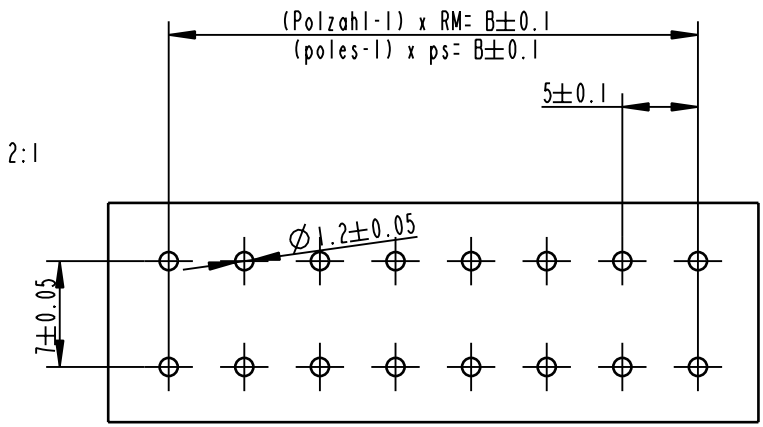 (Polzahl-1) x RM= B±0.1
(poles-1) x ps= B±0.1
5±0.1
2:1
Ø1.2±0.05
7±0.05